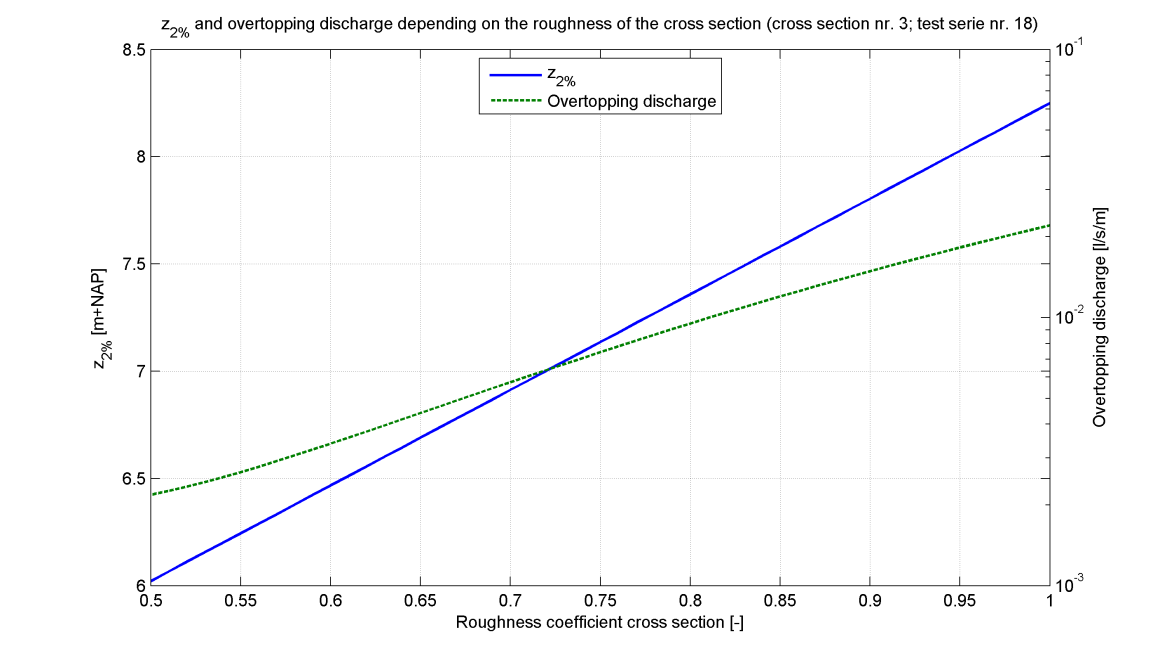 z2% and overtopping discharge depending on the roughness of the cross section (cross section nr. 3; test serie nr. 18)
z2%
Overtopping discharge
8.5
8
7.5
7
6.5
6
z2% [m+NAP]
10-1
10-2
10-3
Overtopping discharge [l/s/m]
0.5 0.55 0.6 0.65 0.7 0.75 0.8 0.85 0.9 0.95 1
Roughness coefficient cross section [-]